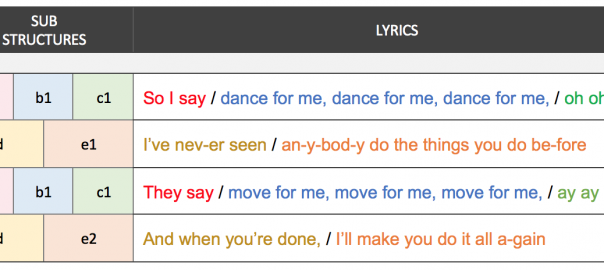 SUB STRUCTURES LYRICS
b1 c1 So I say / dance for me, dance for me, dance for me, / oh oh
e1 I've nev-er seen / an-y-bod-y do the things you do be-fore
b1 c1 They say / move for me, move for me, move for me, / ay ay
e2 And when you're done, / I'll make you do it all a-gain